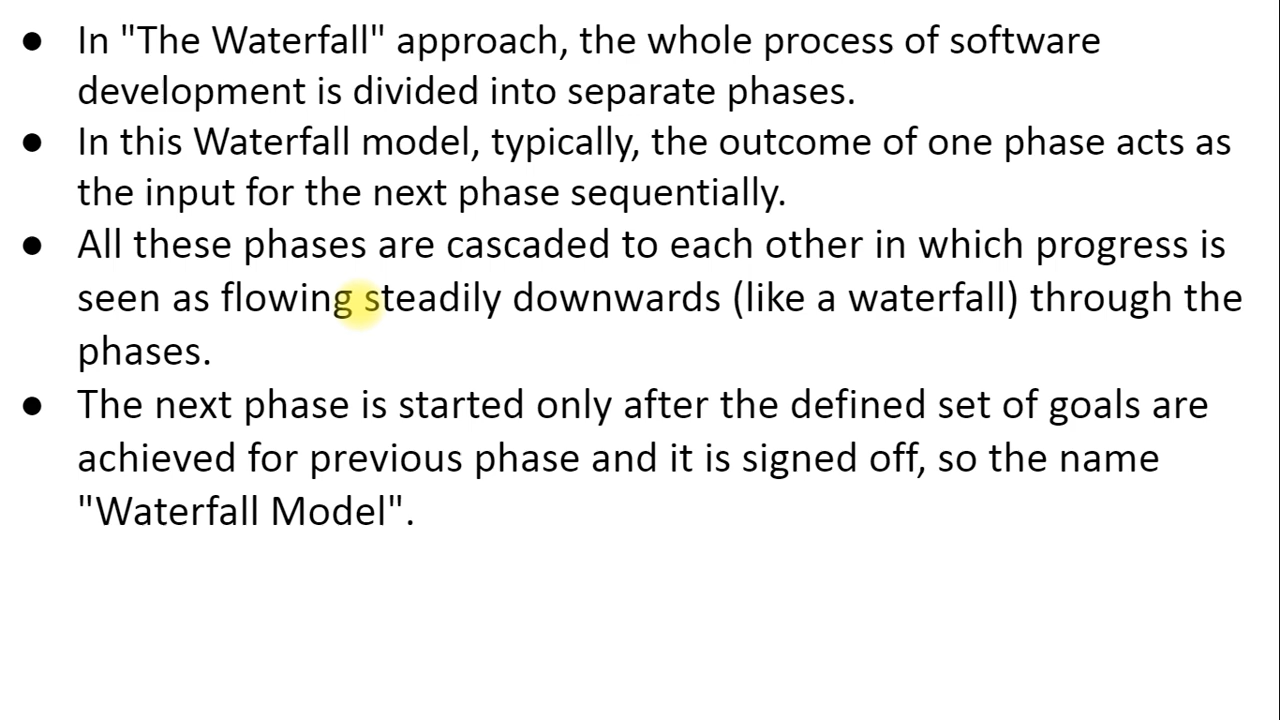 ● In "The Waterfall" approach, the whole process of software
development is divided into separate phases.
● In this Waterfall model, typically, the outcome of one phase acts as
the input for the next phase sequentially.
● All these phases are cascaded to each other in which progress is
seen as flowing steadily downwards (like a waterfall) through the
phases.
● The next phase is started only after the defined set of goals are
achieved for previous phase and it is signed off, so the name
"Waterfall Model".